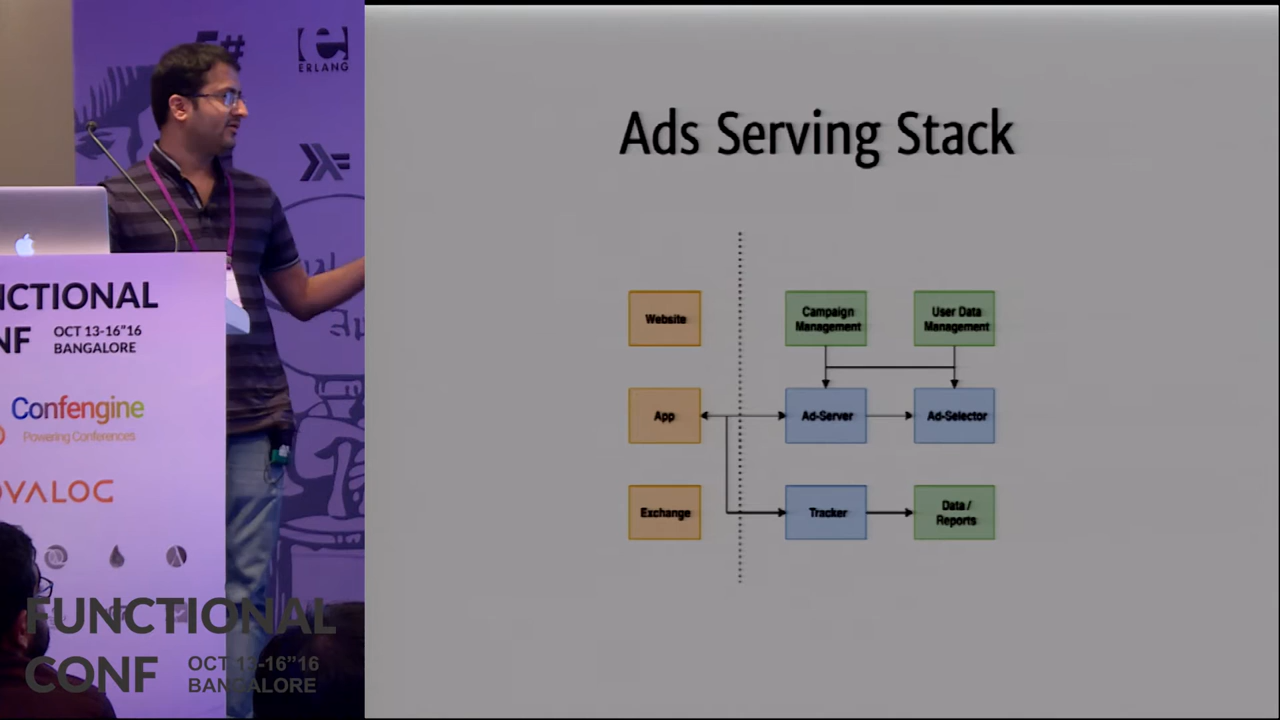 F#
ERLANG
NCTIONAL
NF
OCT 13-16"16
BANGALORE
Confengine
Powering Conferences
OVALOG
FUNCTIONAL
CONF
OCT 13-16"16
BANGALORE
Ads Serving Stack
Website
Campaign
Management
User Data
Management
App
Ad-Server
Ad-Selector
Exchange
Tracker
Data /
Reports